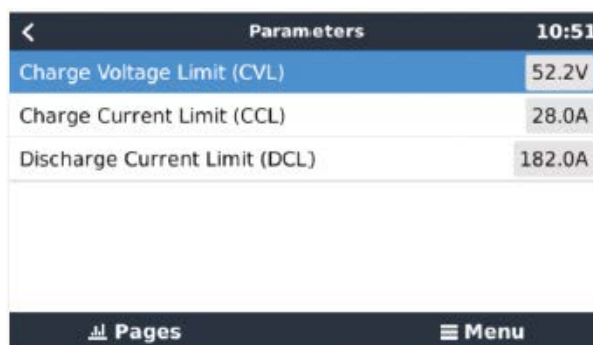 Parameters 10:51
Charge Voltage Limit (CVL) 52.2V
Charge Current Limit (CCL) 28.0A
Discharge Current Limit (DCL) 182.0A
Pages Menu